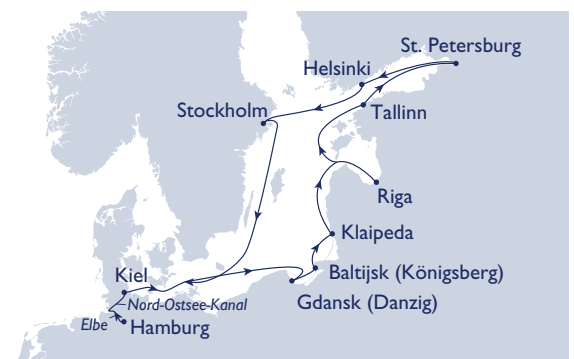 St. Petersburg
Helsinki
Stockholm
Tallinn
Riga
Klaipeda
Baltijsk (Königsberg)
Kiel
Gdansk (Danzig)
Nord-Ostsee-Kanal
Elbe
Hamburg